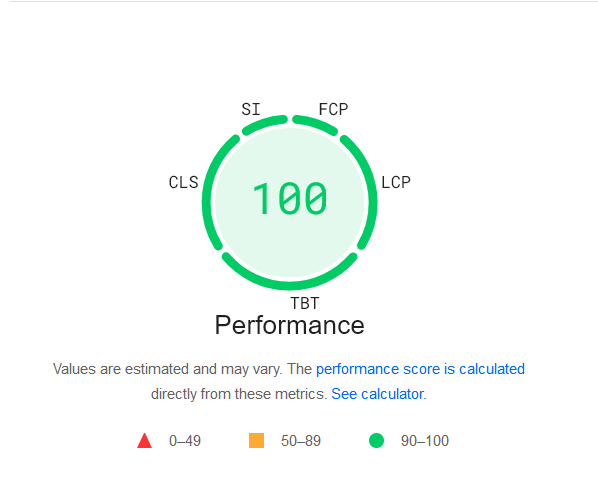 SI
FCP
CLS
LCP
100
TBT
Performance
Values are estimated and may vary. The performance score is calculated
directly from these metrics. See calculator.
0–49
50–89
90–100